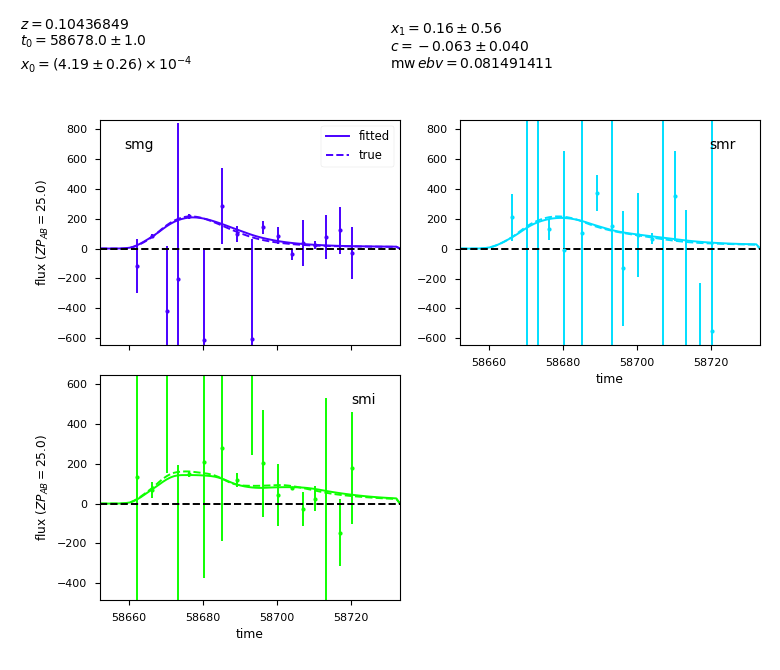 z = 0.10436849
t₀ = 58678.0 ± 1.0
x₀ = (4.19 ± 0.26) × 10⁻⁴
x₁ = 0.16 ± 0.56
c = −0.063 ± 0.040
mw ebv = 0.081491411
smg
fitted
true
800
600
400
200
0
−200
−400
−600
flux (ZP_AB = 25.0)
smr
800
600
400
200
0
−200
−400
−600
58660 58680 58700 58720
time
smi
600
400
200
0
−200
−400
flux (ZP_AB = 25.0)
58660 58680 58700 58720
time